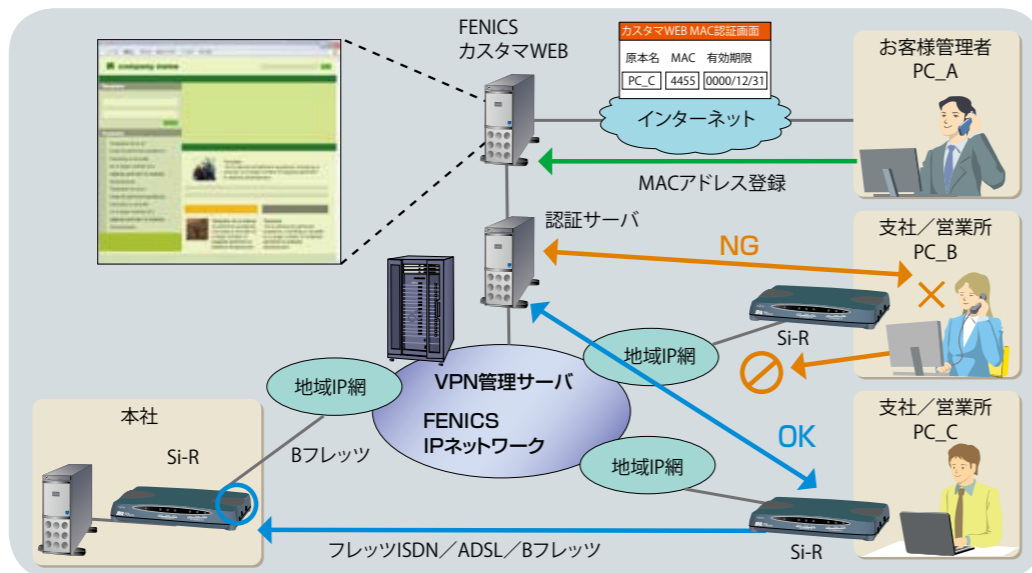 FENICS
カスタマWEB
カスタマWEB MAC認証画面
原本名 MAC 有効期限
PC_C 4455 0000/12/31
インターネット
お客様管理者
PC_A
MACアドレス登録
認証サーバ
NG
支社／営業所
PC_B
Si-R
地域IP網
地域IP網
VPN管理サーバ
FENICS
IPネットワーク
本社
Si-R
Bフレッツ
OK
地域IP網
支社／営業所
PC_C
フレッツISDN／ADSL／Bフレッツ
Si-R
company name